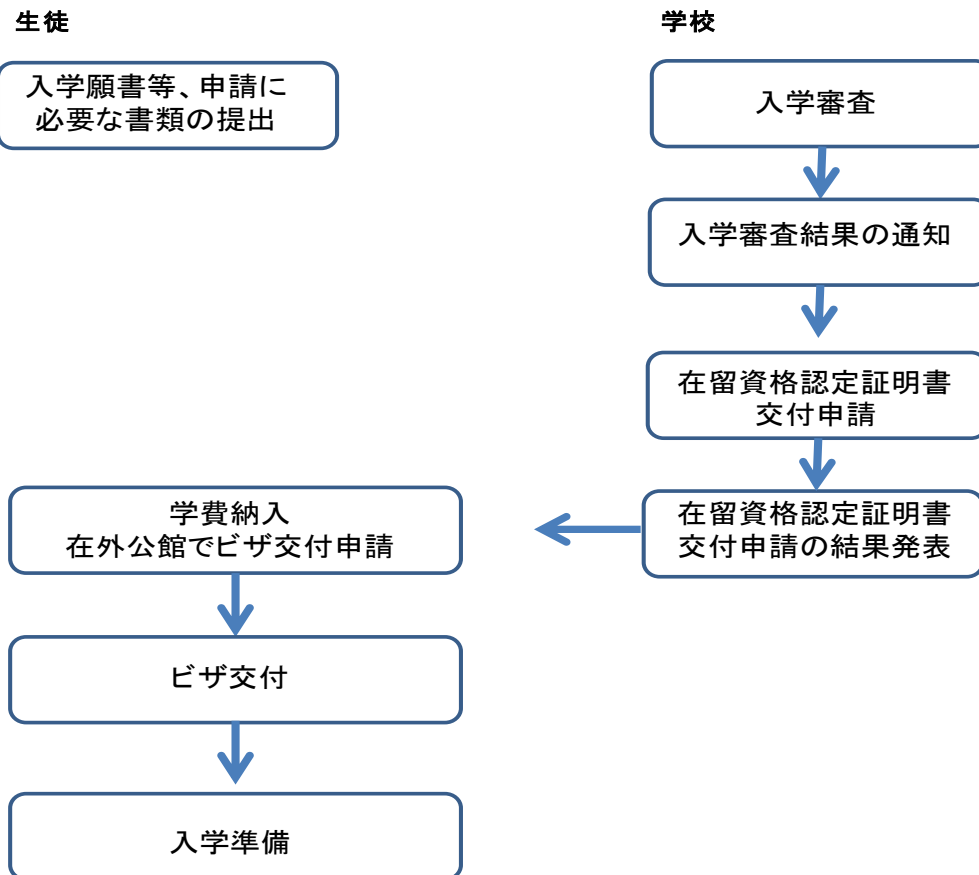 生徒
学校
入学願書等、申請に
必要な書類の提出
入学審査
入学審査結果の通知
在留資格認定証明書
交付申請
在留資格認定証明書
交付申請の結果発表
学費納入
在外公館でビザ交付申請
ビザ交付
入学準備